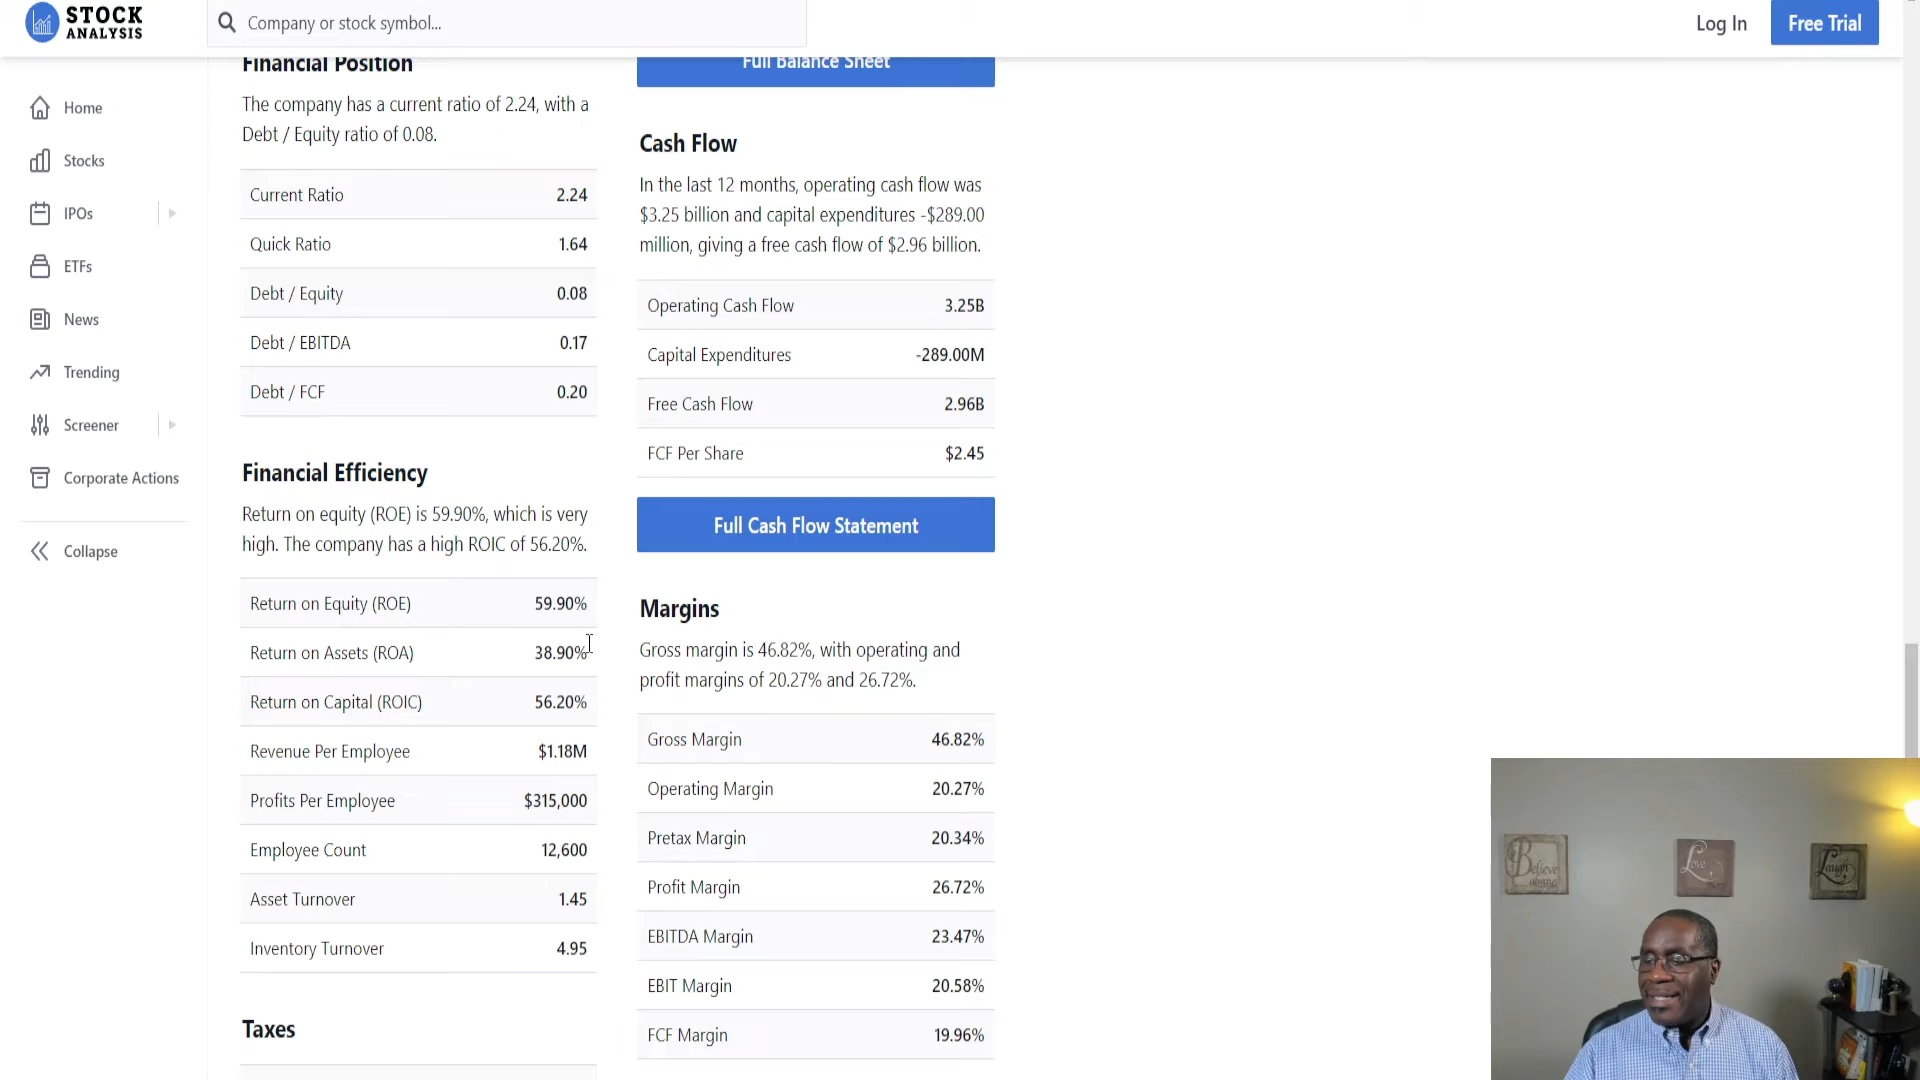 STOCK
ANALYSIS
Company or stock symbol...
Log In
Free Trial
Home
Stocks
IPOs
ETFs
News
Trending
Screener
Corporate Actions
Collapse
Financial Position
The company has a current ratio of 2.24, with a
Debt / Equity ratio of 0.08.
Current Ratio 2.24
Quick Ratio 1.64
Debt / Equity 0.08
Debt / EBITDA 0.17
Debt / FCF 0.20
Financial Efficiency
Return on equity (ROE) is 59.90%, which is very
high. The company has a high ROIC of 56.20%.
Return on Equity (ROE) 59.90%
Return on Assets (ROA) 38.90%
Return on Capital (ROIC) 56.20%
Revenue Per Employee $1.18M
Profits Per Employee $315,000
Employee Count 12,600
Asset Turnover 1.45
Inventory Turnover 4.95
Taxes
Full Balance Sheet
Cash Flow
In the last 12 months, operating cash flow was
$3.25 billion and capital expenditures -$289.00
million, giving a free cash flow of $2.96 billion.
Operating Cash Flow 3.25B
Capital Expenditures -289.00M
Free Cash Flow 2.96B
FCF Per Share $2.45
Full Cash Flow Statement
Margins
Gross margin is 46.82%, with operating and
profit margins of 20.27% and 26.72%.
Gross Margin 46.82%
Operating Margin 20.27%
Pretax Margin 20.34%
Profit Margin 26.72%
EBITDA Margin 23.47%
EBIT Margin 20.58%
FCF Margin 19.96%
Believe
Love
Laugh